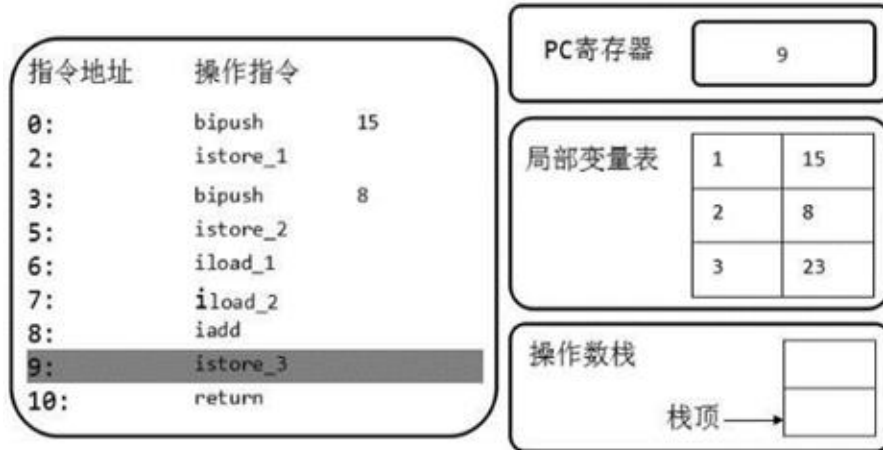 指令地址 操作指令
0: bipush 15
2: istore_1
3: bipush 8
5: istore_2
6: iload_1
7: iload_2
8: iadd
9: istore_3
10: return
PC寄存器 9
局部变量表 1 15
2 8
3 23
操作数栈
栈顶